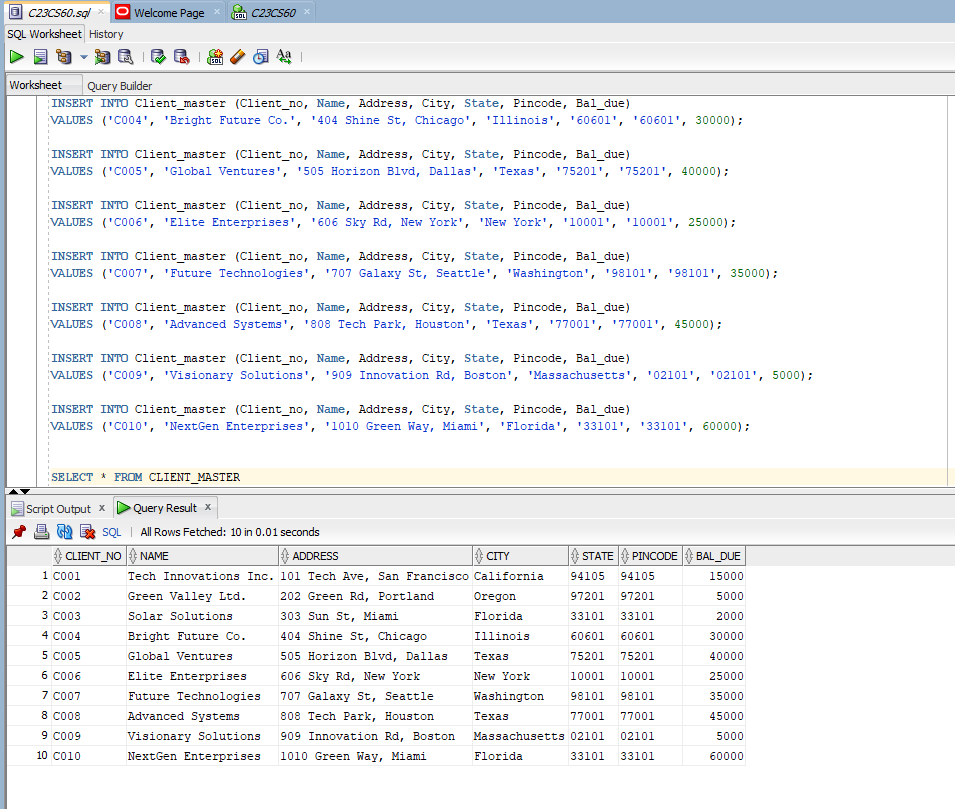 C23CS60.sql × Welcome Page × C23CS60 ×
SQL Worksheet History
Worksheet Query Builder
INSERT INTO Client_master (Client_no, Name, Address, City, State, Pincode, Bal_due)
VALUES ('C004', 'Bright Future Co.', '404 Shine St, Chicago', 'Illinois', '60601', '60601', 30000);
INSERT INTO Client_master (Client_no, Name, Address, City, State, Pincode, Bal_due)
VALUES ('C005', 'Global Ventures', '505 Horizon Blvd, Dallas', 'Texas', '75201', '75201', 40000);
INSERT INTO Client_master (Client_no, Name, Address, City, State, Pincode, Bal_due)
VALUES ('C006', 'Elite Enterprises', '606 Sky Rd, New York', 'New York', '10001', '10001', 25000);
INSERT INTO Client_master (Client_no, Name, Address, City, State, Pincode, Bal_due)
VALUES ('C007', 'Future Technologies', '707 Galaxy St, Seattle', 'Washington', '98101', '98101', 35000);
INSERT INTO Client_master (Client_no, Name, Address, City, State, Pincode, Bal_due)
VALUES ('C008', 'Advanced Systems', '808 Tech Park, Houston', 'Texas', '77001', '77001', 45000);
INSERT INTO Client_master (Client_no, Name, Address, City, State, Pincode, Bal_due)
VALUES ('C009', 'Visionary Solutions', '909 Innovation Rd, Boston', 'Massachusetts', '02101', '02101', 5000);
INSERT INTO Client_master (Client_no, Name, Address, City, State, Pincode, Bal_due)
VALUES ('C010', 'NextGen Enterprises', '1010 Green Way, Miami', 'Florida', '33101', '33101', 60000);
SELECT * FROM CLIENT_MASTER
Script Output × Query Result ×
SQL | All Rows Fetched: 10 in 0.01 seconds
CLIENT_NO NAME ADDRESS CITY STATE PINCODE BAL_DUE
1 C001 Tech Innovations Inc. 101 Tech Ave, San Francisco California 94105 94105 15000
2 C002 Green Valley Ltd. 202 Green Rd, Portland Oregon 97201 97201 5000
3 C003 Solar Solutions 303 Sun St, Miami Florida 33101 33101 2000
4 C004 Bright Future Co. 404 Shine St, Chicago Illinois 60601 60601 30000
5 C005 Global Ventures 505 Horizon Blvd, Dallas Texas 75201 75201 40000
6 C006 Elite Enterprises 606 Sky Rd, New York New York 10001 10001 25000
7 C007 Future Technologies 707 Galaxy St, Seattle Washington 98101 98101 35000
8 C008 Advanced Systems 808 Tech Park, Houston Texas 77001 77001 45000
9 C009 Visionary Solutions 909 Innovation Rd, Boston Massachusetts 02101 02101 5000
10 C010 NextGen Enterprises 1010 Green Way, Miami Florida 33101 33101 60000